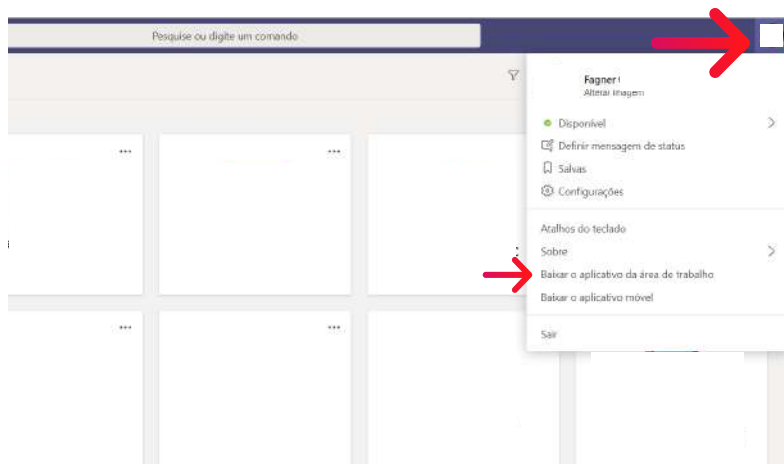 Pesquise ou digite um comando
Fagner
Alterar imagem
Disponível
Definir mensagem de status
Salvas
Configurações
Atalhos do teclado
Sobre
Baixar o aplicativo da área de trabalho
Baixar o aplicativo móvel
Sair